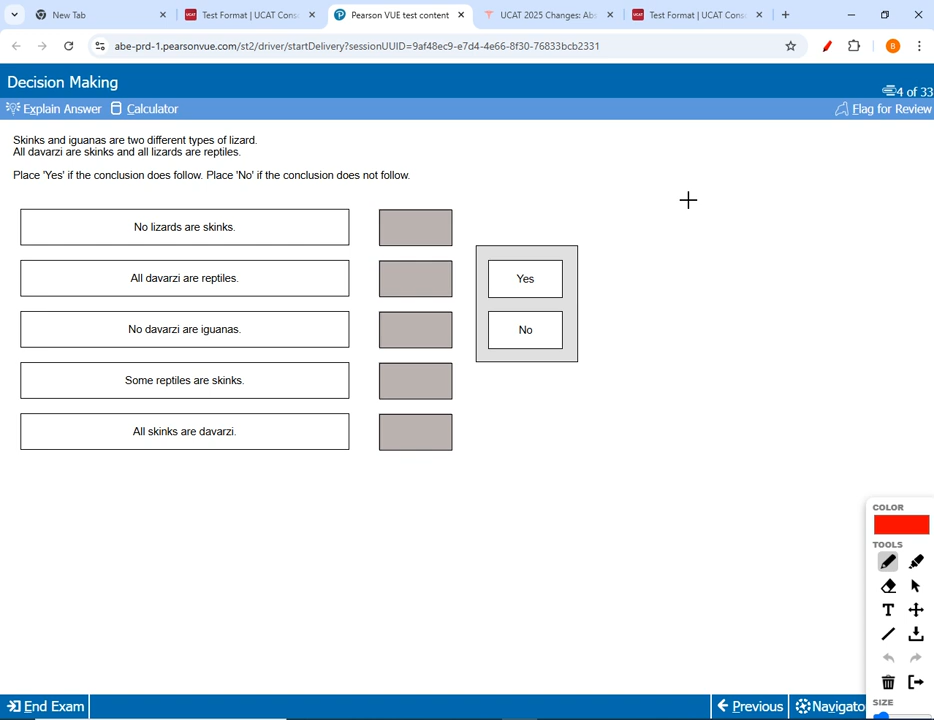 New Tab
Test Format | UCAT Cons
Pearson VUE test content
UCAT 2025 Changes: Abs
Test Format | UCAT Cons
abe-prd-1.pearsonvue.com/st2/driver/startDelivery?sessionUUID=9af48ec9-e7d4-4e66-8f30-76833bcb2331
B
Decision Making
4 of 33
Explain Answer
Calculator
Flag for Review
Skinks and iguanas are two different types of lizard.
All davarzi are skinks and all lizards are reptiles.
Place 'Yes' if the conclusion does follow. Place 'No' if the conclusion does not follow.
No lizards are skinks.
All davarzi are reptiles.
Yes
No davarzi are iguanas.
No
Some reptiles are skinks.
All skinks are davarzi.
COLOR
TOOLS
T
SIZE
End Exam
Previous
Navigato